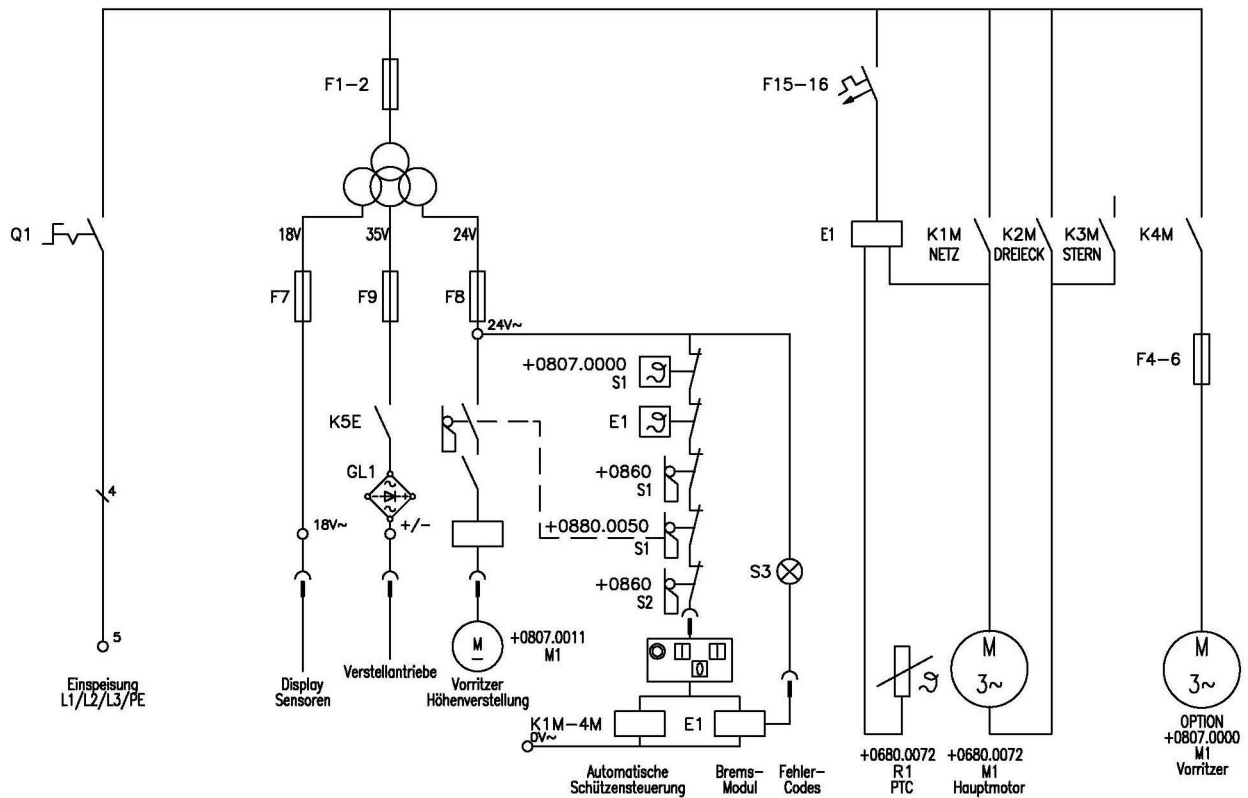 F1-2
F15-16
Q1
18V
35V
24V
E1
K1M
NETZ
K2M
DREIECK
K3M
STERN
K4M
F7
F9
F8
24V~
F4-6
+0807.0000
S1
K5E
E1
GL1
+0860
S1
4
18V~
+/-
+0880.0050
S1
S3
+0860
S2
5
M
+0807.0011
M1
M
3~
M
3~
Einspeisung
L1/L2/L3/PE
Display
Sensoren
Verstellantriebe
Vorritzer
Höhenverstellung
K1M-4M
0V~
E1
Automatische
Schützensteuerung
Brems-
Modul
Fehler-
Codes
+0680.0072
R1
PTC
+0680.0072
M1
Hauptmotor
OPTION
+0807.0000
M1
Vorritzer